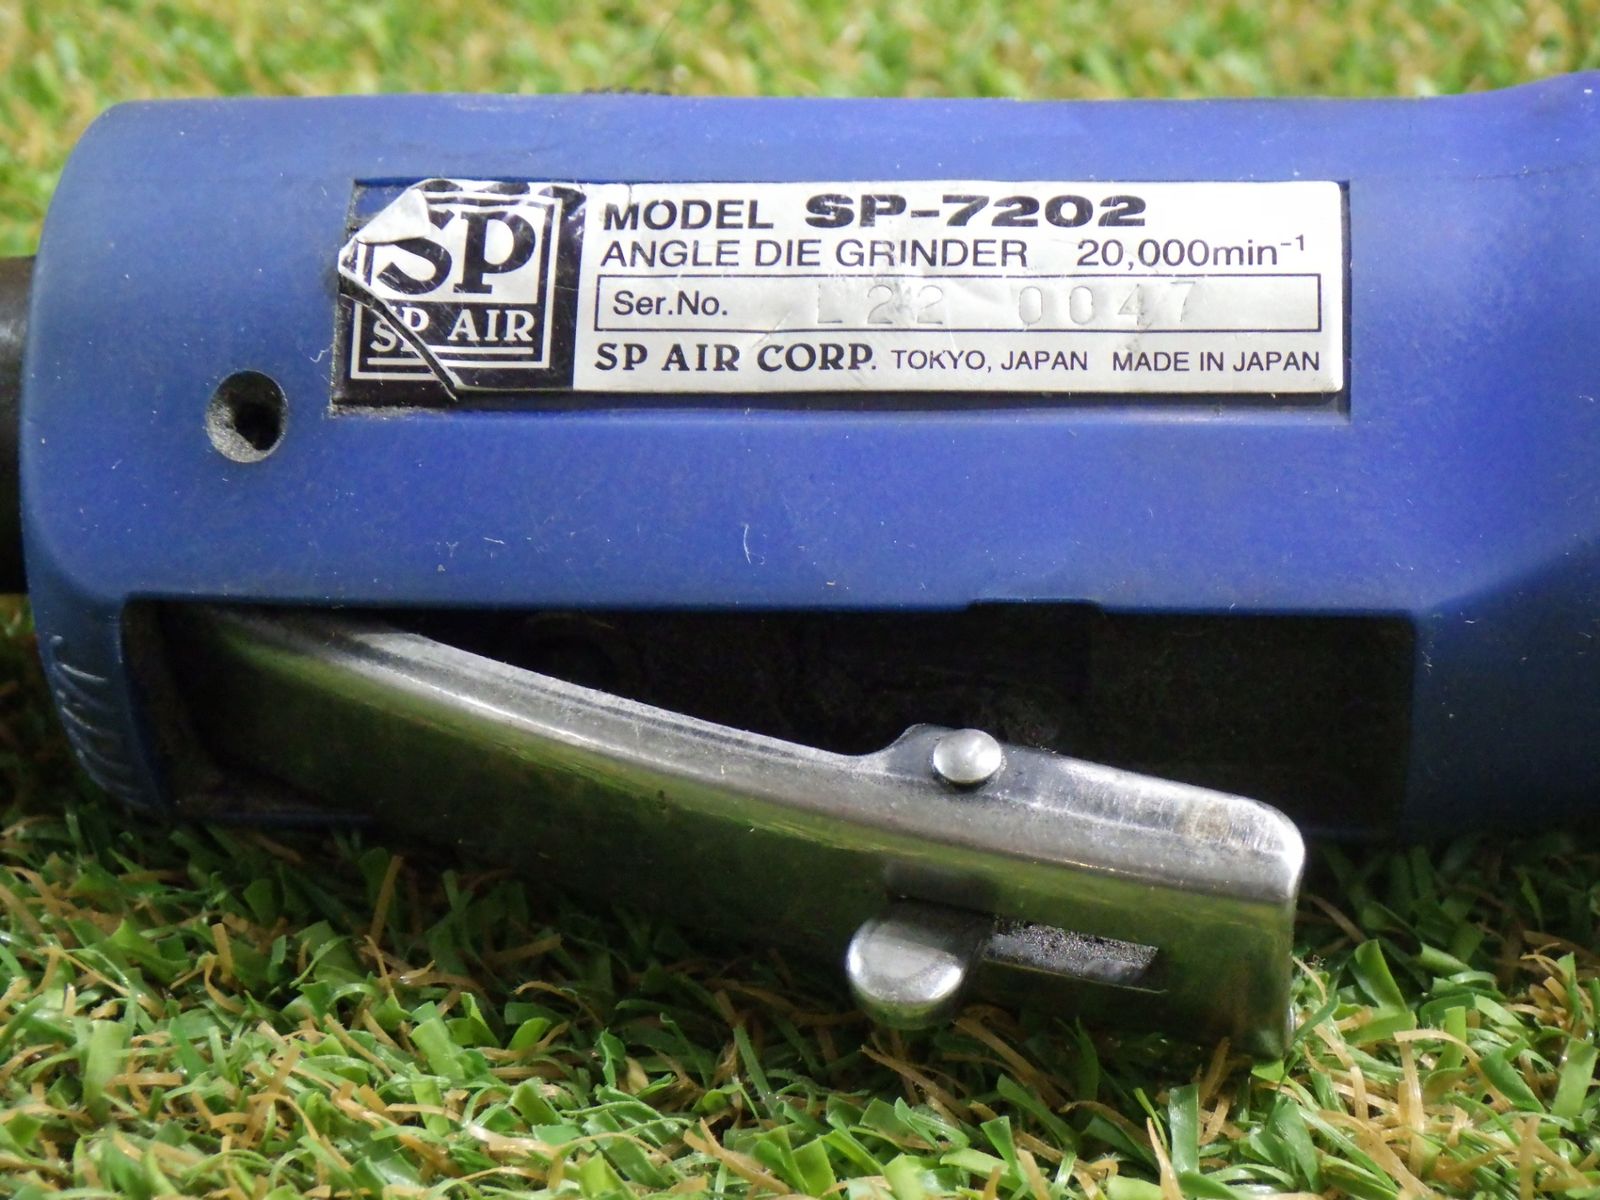 SP
SP AIR
MODEL SP-7202
ANGLE DIE GRINDER 20,000min⁻¹
Ser.No. L22 0047
SP AIR CORP. TOKYO, JAPAN MADE IN JAPAN